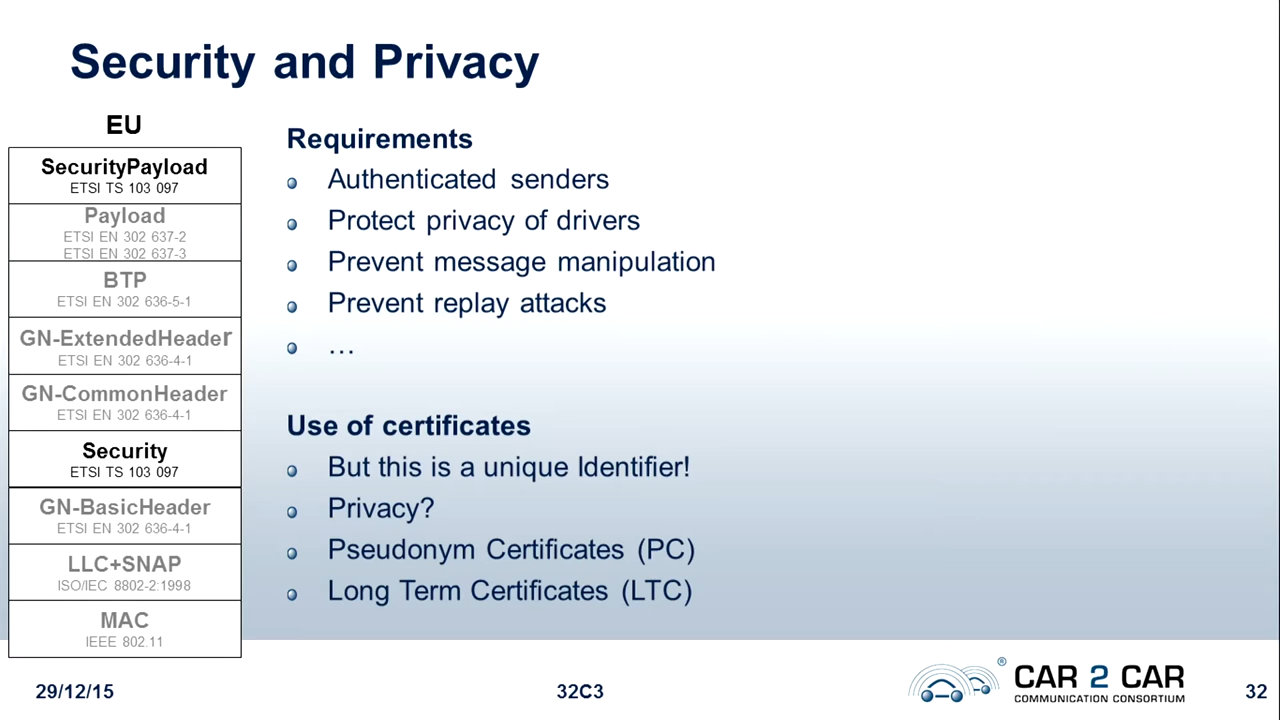 Security and Privacy
EU
SecurityPayload
ETSI TS 103 097
Payload
ETSI EN 302 637-2
ETSI EN 302 637-3
BTP
ETSI EN 302 636-5-1
GN-ExtendedHeader
ETSI EN 302 636-4-1
GN-CommonHeader
ETSI EN 302 636-4-1
Security
ETSI TS 103 097
GN-BasicHeader
ETSI EN 302 636-4-1
LLC+SNAP
ISO/IEC 8802-2:1998
MAC
IEEE 802.11
Requirements
Authenticated senders
Protect privacy of drivers
Prevent message manipulation
Prevent replay attacks
…
Use of certificates
But this is a unique Identifier!
Privacy?
Pseudonym Certificates (PC)
Long Term Certificates (LTC)
29/12/15
32C3
® CAR 2 CAR
COMMUNICATION CONSORTIUM
32